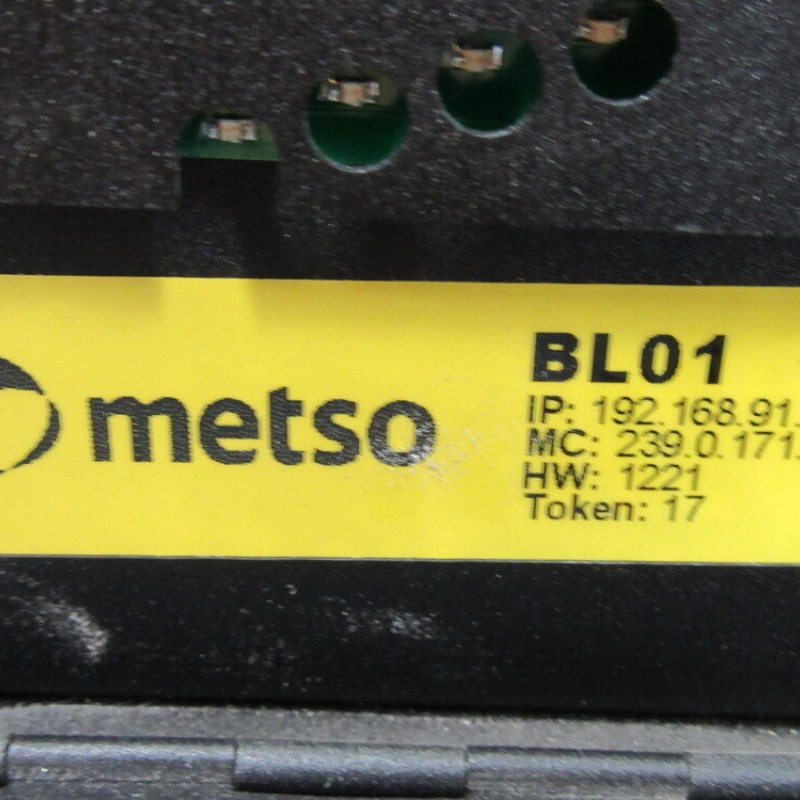 metso
BL01
IP: 192.168.91.
MC: 239.0.171.
HW: 1221
Token: 17